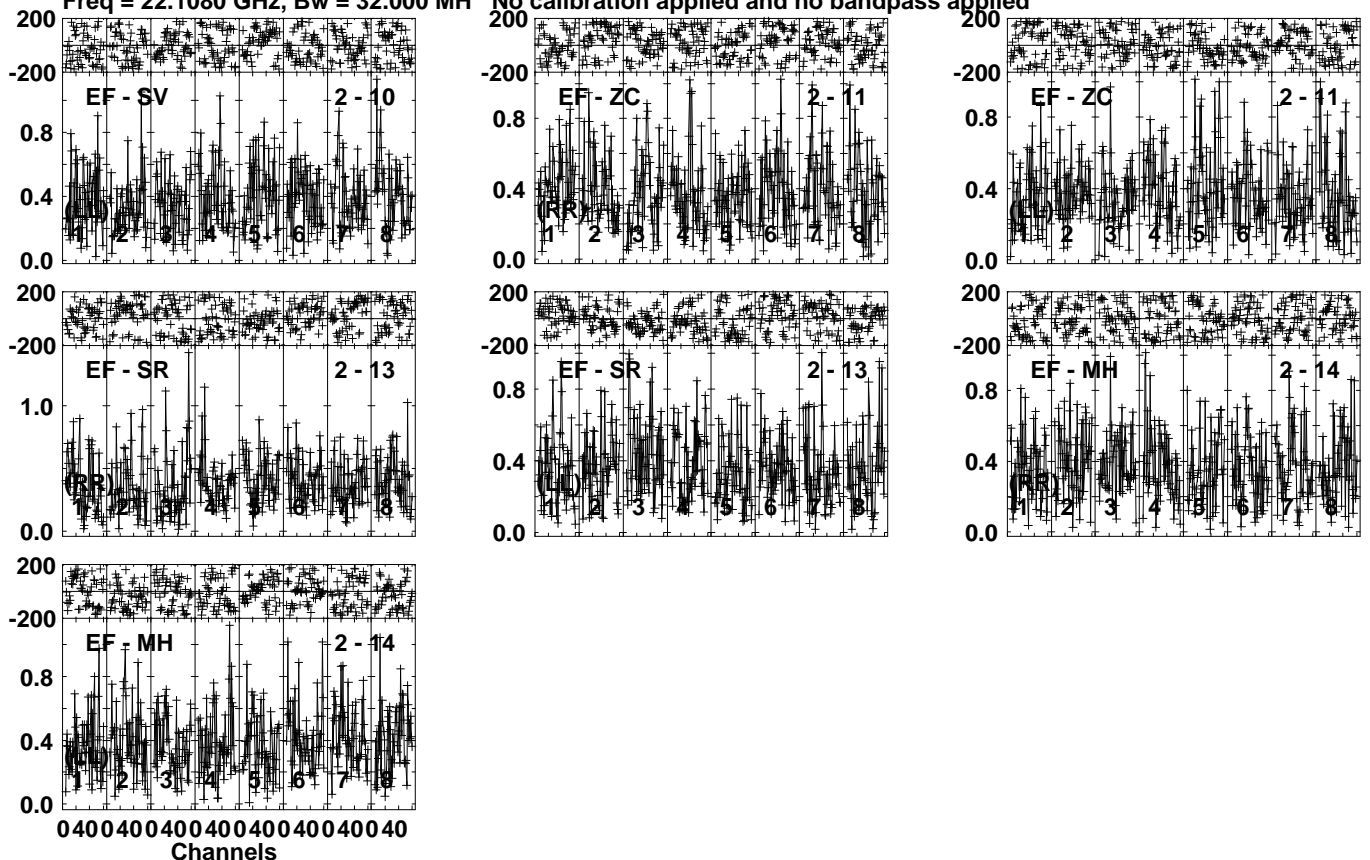 Freq = 22.1080 GHz, Bw = 32.000 MH No calibration applied and no bandpass applied
200
-200
EF - SV 2 - 10
0.8
0.4
0.0
(LL)
1 2 3 4 5 6 7 8
200
-200
EF - ZC 2 - 11
0.8
0.4
0.0
(RR)
1 2 3 4 5 6 7 8
200
-200
EF - ZC 2 - 11
0.8
0.4
0.0
(LL)
1 2 3 4 5 6 7 8
200
-200
EF - SR 2 - 13
1.0
0.0
(RR)
1 2 3 4 5 6 7 8
200
-200
EF - SR 2 - 13
0.8
0.4
0.0
(LL)
1 2 3 4 5 6 7 8
200
-200
EF - MH 2 - 14
0.8
0.4
0.0
(RR)
1 2 3 4 5 6 7 8
200
-200
EF - MH 2 - 14
0.8
0.4
0.0
(LL)
1 2 3 4 5 6 7 8
0 40 0 40 0 40 0 40 0 40 0 40 0 40 0 40
Channels